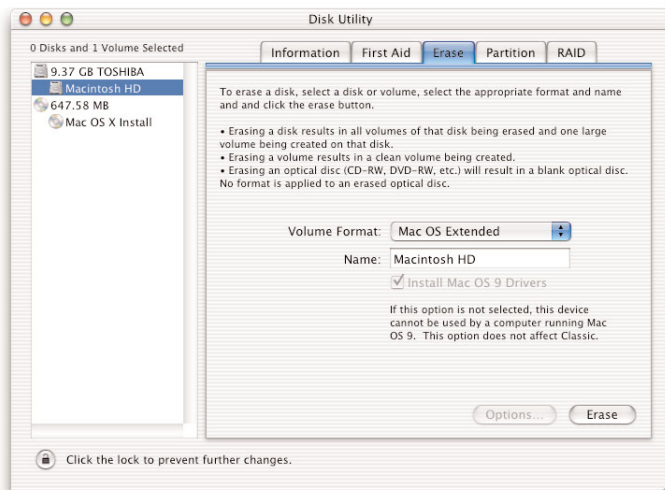 Disk Utility
0 Disks and 1 Volume Selected
Information
First Aid
Erase
Partition
RAID
9.37 GB TOSHIBA
Macintosh HD
647.58 MB
Mac OS X Install
To erase a disk, select a disk or volume, select the appropriate format and name
and and click the erase button.
• Erasing a disk results in all volumes of that disk being erased and one large
volume being created on that disk.
• Erasing a volume results in a clean volume being created.
• Erasing an optical disc (CD-RW, DVD-RW, etc.) will result in a blank optical disc.
No format is applied to an erased optical disc.
Volume Format: Mac OS Extended
Name: Macintosh HD
Install Mac OS 9 Drivers
If this option is not selected, this device
cannot be used by a computer running Mac
OS 9. This option does not affect Classic.
Options...
Erase
Click the lock to prevent further changes.